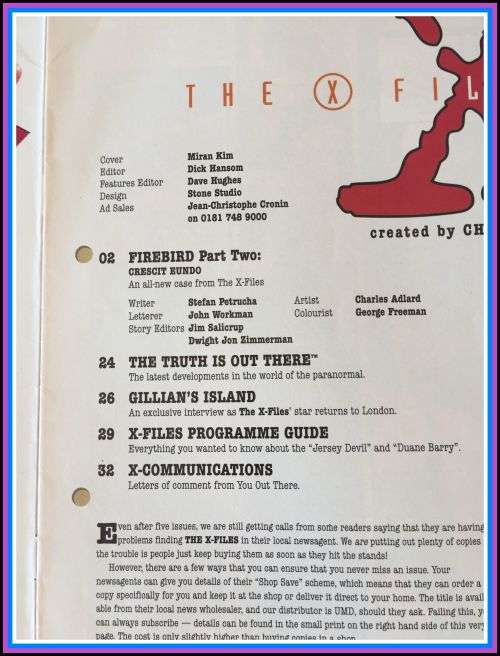 THE X FIL
created by CH
Cover Miran Kim
Editor Dick Hansom
Features Editor Dave Hughes
Design Stone Studio
Ad Sales Jean-Christophe Cronin
on 0181 748 9000
02 FIREBIRD Part Two:
CRESCIT EUNDO
An all-new case from The X-Files
Writer Stefan Petrucha Artist Charles Adlard
Letterer John Workman Colourist George Freeman
Story Editors Jim Salicrup
Dwight Jon Zimmerman
24 THE TRUTH IS OUT THERE™
The latest developments in the world of the paranormal.
26 GILLIAN'S ISLAND
An exclusive interview as The X-Files' star returns to London.
29 X-FILES PROGRAMME GUIDE
Everything you wanted to know about the "Jersey Devil" and "Duane Barry".
32 X-COMMUNICATIONS
Letters of comment from You Out There.
Even after five issues, we are still getting calls from some readers saying that they are having
problems finding THE X-FILES in their local newsagent. We are putting out plenty of copies
the trouble is people just keep buying them as soon as they hit the stands!
However, there are a few ways that you can ensure that you never miss an issue. Your
newsagents can give you details of their "Shop Save" scheme, which means that they can order a
copy specifically for you and keep it at the shop or deliver it direct to your home. The title is avail
able from their local news wholesaler, and our distributor is UMD, should they ask. Failing this, y
can always subscribe — details can be found in the small print on the right hand side of this very
page. The cost is only slightly higher than buying copies in a shop